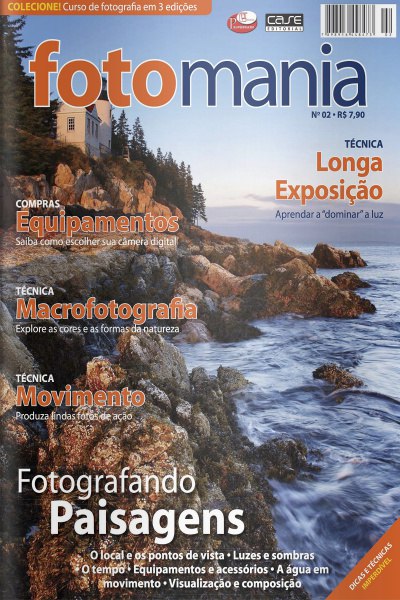 COLECIONE! Curso de fotografia em 3 edições
CASE
EDITORIAL
fotomania
Nº 02 • R$ 7,90
TÉCNICA
Longa
Exposição
Aprender a "dominar" a luz
COMPRAS
Equipamentos
Saiba como escolher sua câmera digital
TÉCNICA
Macrofotografia
Explore as cores e as formas da natureza
TÉCNICA
Movimento
Produza lindas fotos de ação
Fotografando
Paisagens
O local e os pontos de vista • Luzes e sombras
• O tempo • Equipamentos e acessórios • A água em
movimento • Visualização e composição
DICAS E TÉCNICAS
IMPERDÍVEL